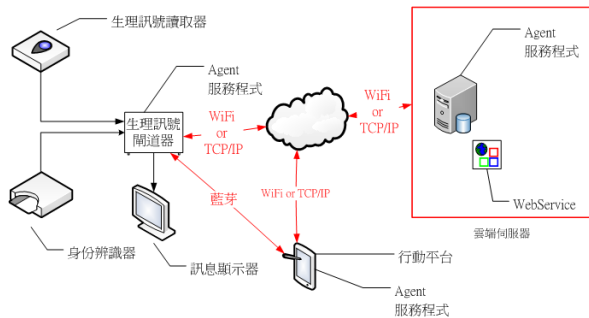 生理訊號讀取器
Agent
服務程式
生理訊號
閘道器
WiFi
or
TCP/IP
WiFi
or
TCP/IP
Agent
服務程式
WebService
雲端伺服器
藍芽
WiFi or TCP/IP
身份辨識器
訊息顯示器
行動平台
Agent
服務程式